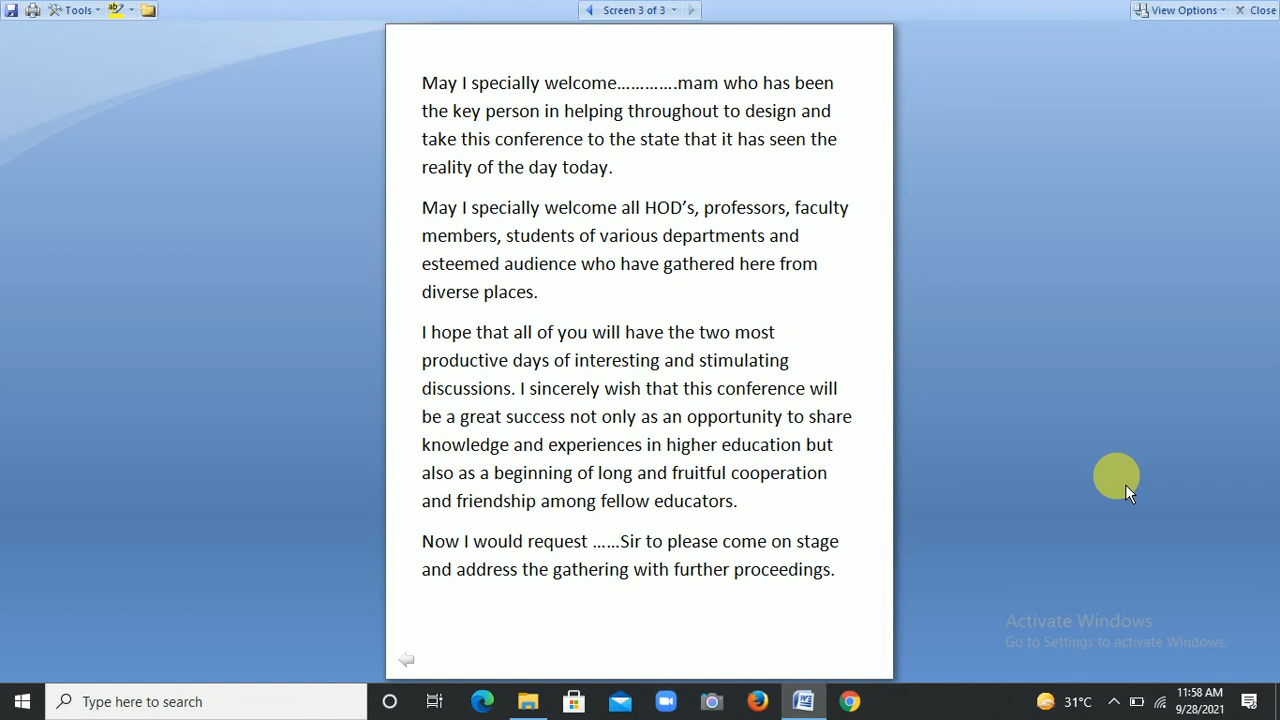 Tools
Screen 3 of 3
View Options
Close
May I specially welcome………….mam who has been
the key person in helping throughout to design and
take this conference to the state that it has seen the
reality of the day today.
May I specially welcome all HOD’s, professors, faculty
members, students of various departments and
esteemed audience who have gathered here from
diverse places.
I hope that all of you will have the two most
productive days of interesting and stimulating
discussions. I sincerely wish that this conference will
be a great success not only as an opportunity to share
knowledge and experiences in higher education but
also as a beginning of long and fruitful cooperation
and friendship among fellow educators.
Now I would request ……Sir to please come on stage
and address the gathering with further proceedings.
Activate Windows
Go to Settings to activate Windows.
Type here to search
31°C
11:58 AM
9/28/2021